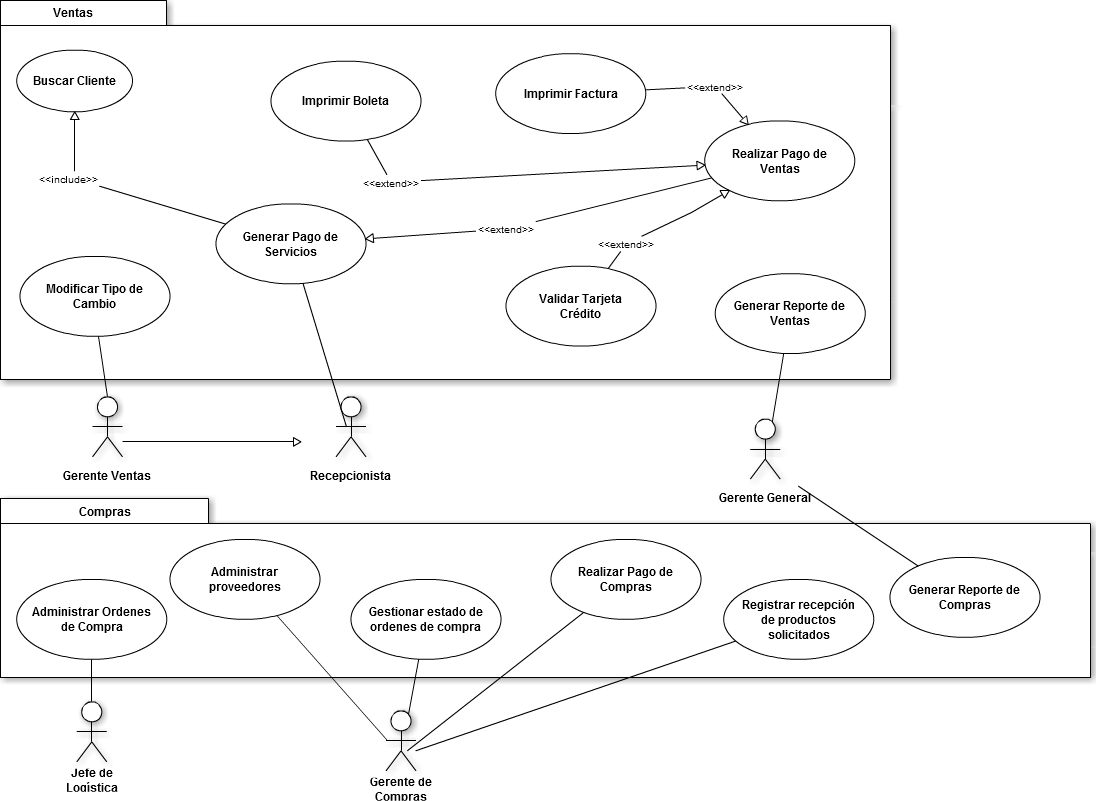 Ventas
Buscar Cliente
Imprimir Boleta
Imprimir Factura
<<extend>>
Realizar Pago de
Ventas
<<include>>
<<extend>>
Generar Pago de
Servicios
<<extend>>
<<extend>>
Modificar Tipo de
Cambio
Validar Tarjeta
Crédito
Generar Reporte de
Ventas
Gerente Ventas
Recepcionista
Gerente General
Compras
Administrar Ordenes
de Compra
Administrar
proveedores
Gestionar estado de
ordenes de compra
Realizar Pago de
Compras
Registrar recepción
de productos
solicitados
Generar Reporte de
Compras
Jefe de
Logística
Gerente de
Compras